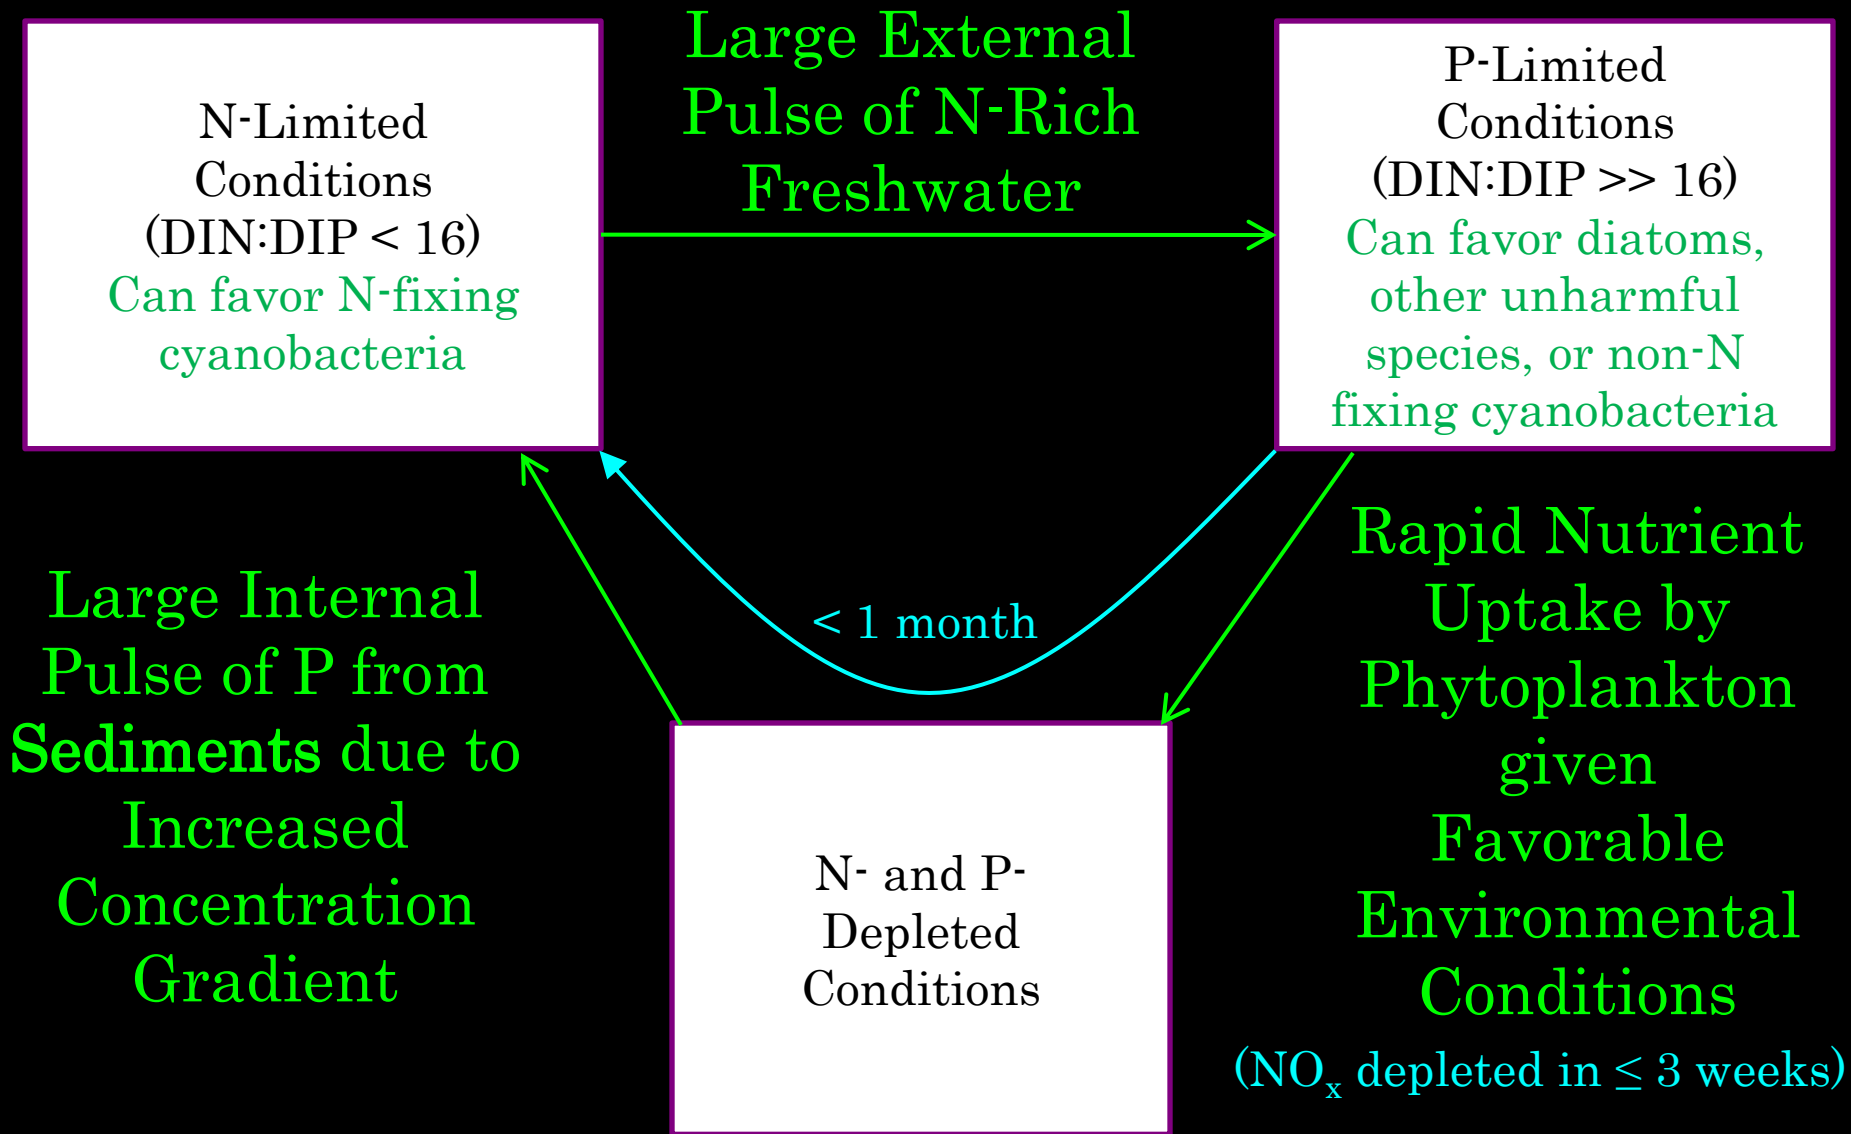 N-Limited
Conditions
(DIN:DIP < 16)
Can favor N-fixing
cyanobacteria
Large External
Pulse of N-Rich
Freshwater
P-Limited
Conditions
(DIN:DIP >> 16)
Can favor diatoms,
other unharmful
species, or non-N
fixing cyanobacteria
Large Internal
Pulse of P from
Sediments due to
Increased
Concentration
Gradient
< 1 month
Rapid Nutrient
Uptake by
Phytoplankton
given
Favorable
Environmental
Conditions
(NOx depleted in ≤ 3 weeks)
N- and P-
Depleted
Conditions